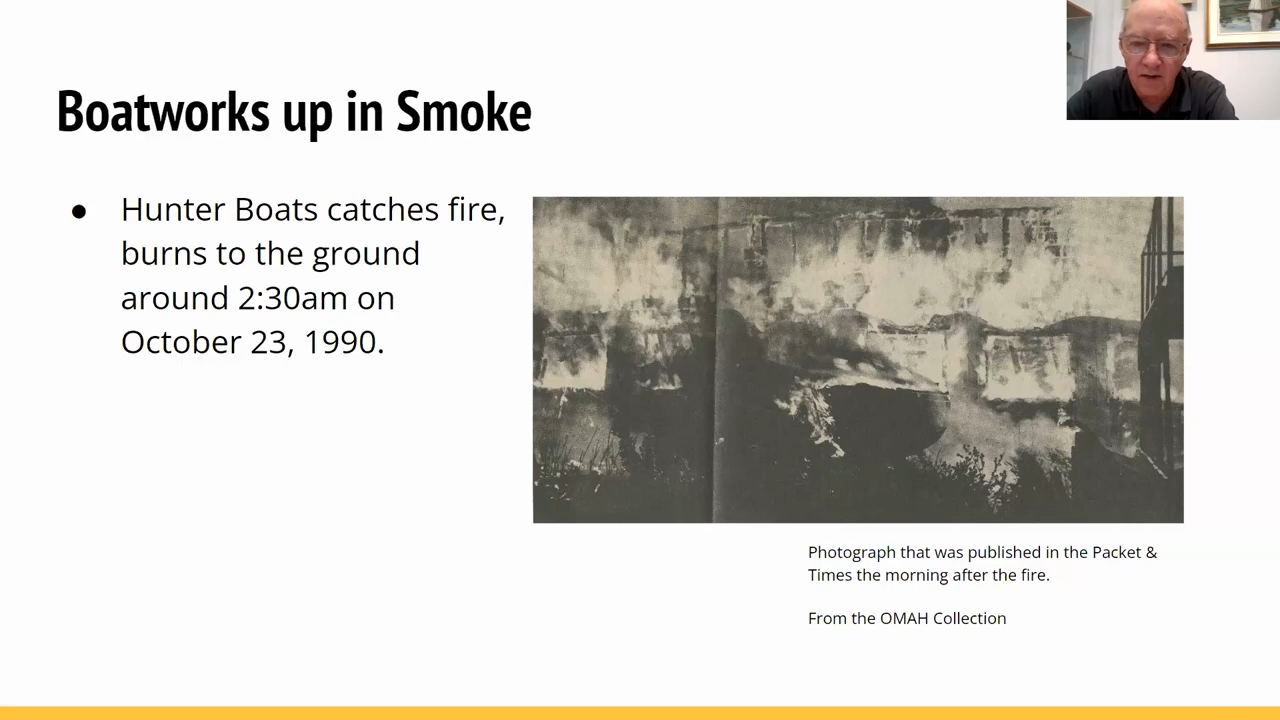 Boatworks up in Smoke
● Hunter Boats catches fire,
burns to the ground
around 2:30am on
October 23, 1990.
Photograph that was published in the Packet &
Times the morning after the fire.
From the OMAH Collection